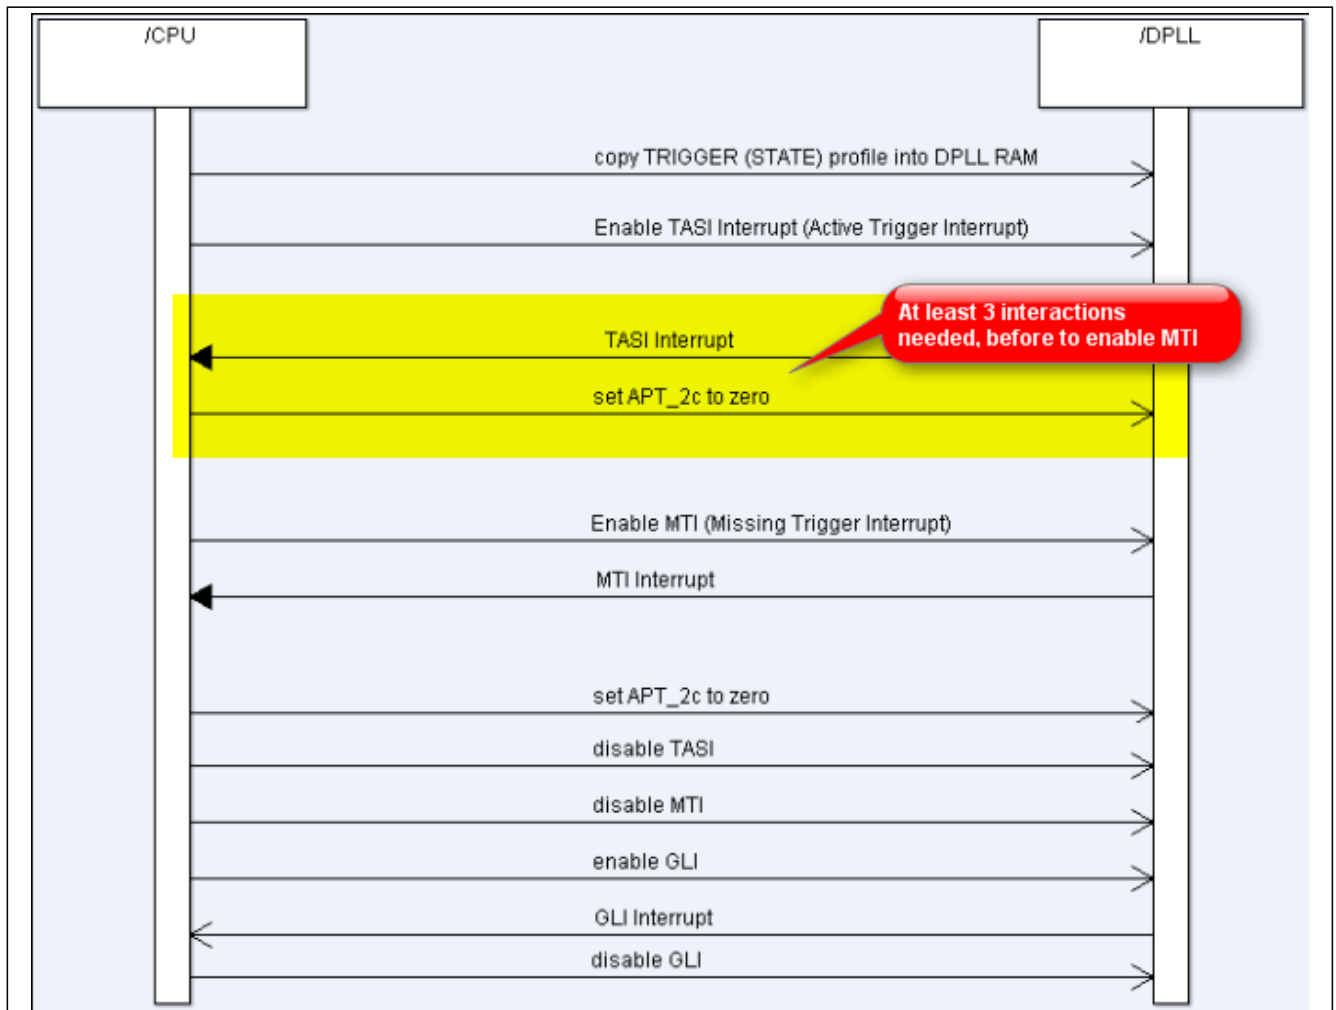 /CPU
/DPLL
copy TRIGGER (STATE) profile into DPLL RAM
Enable TASI Interrupt (Active Trigger Interrupt)
At least 3 interactions
needed, before to enable MTI
TASI Interrupt
set APT_2c to zero
Enable MTI (Missing Trigger Interrupt)
MTI Interrupt
set APT_2c to zero
disable TASI
disable MTI
enable GLI
GLI Interrupt
disable GLI